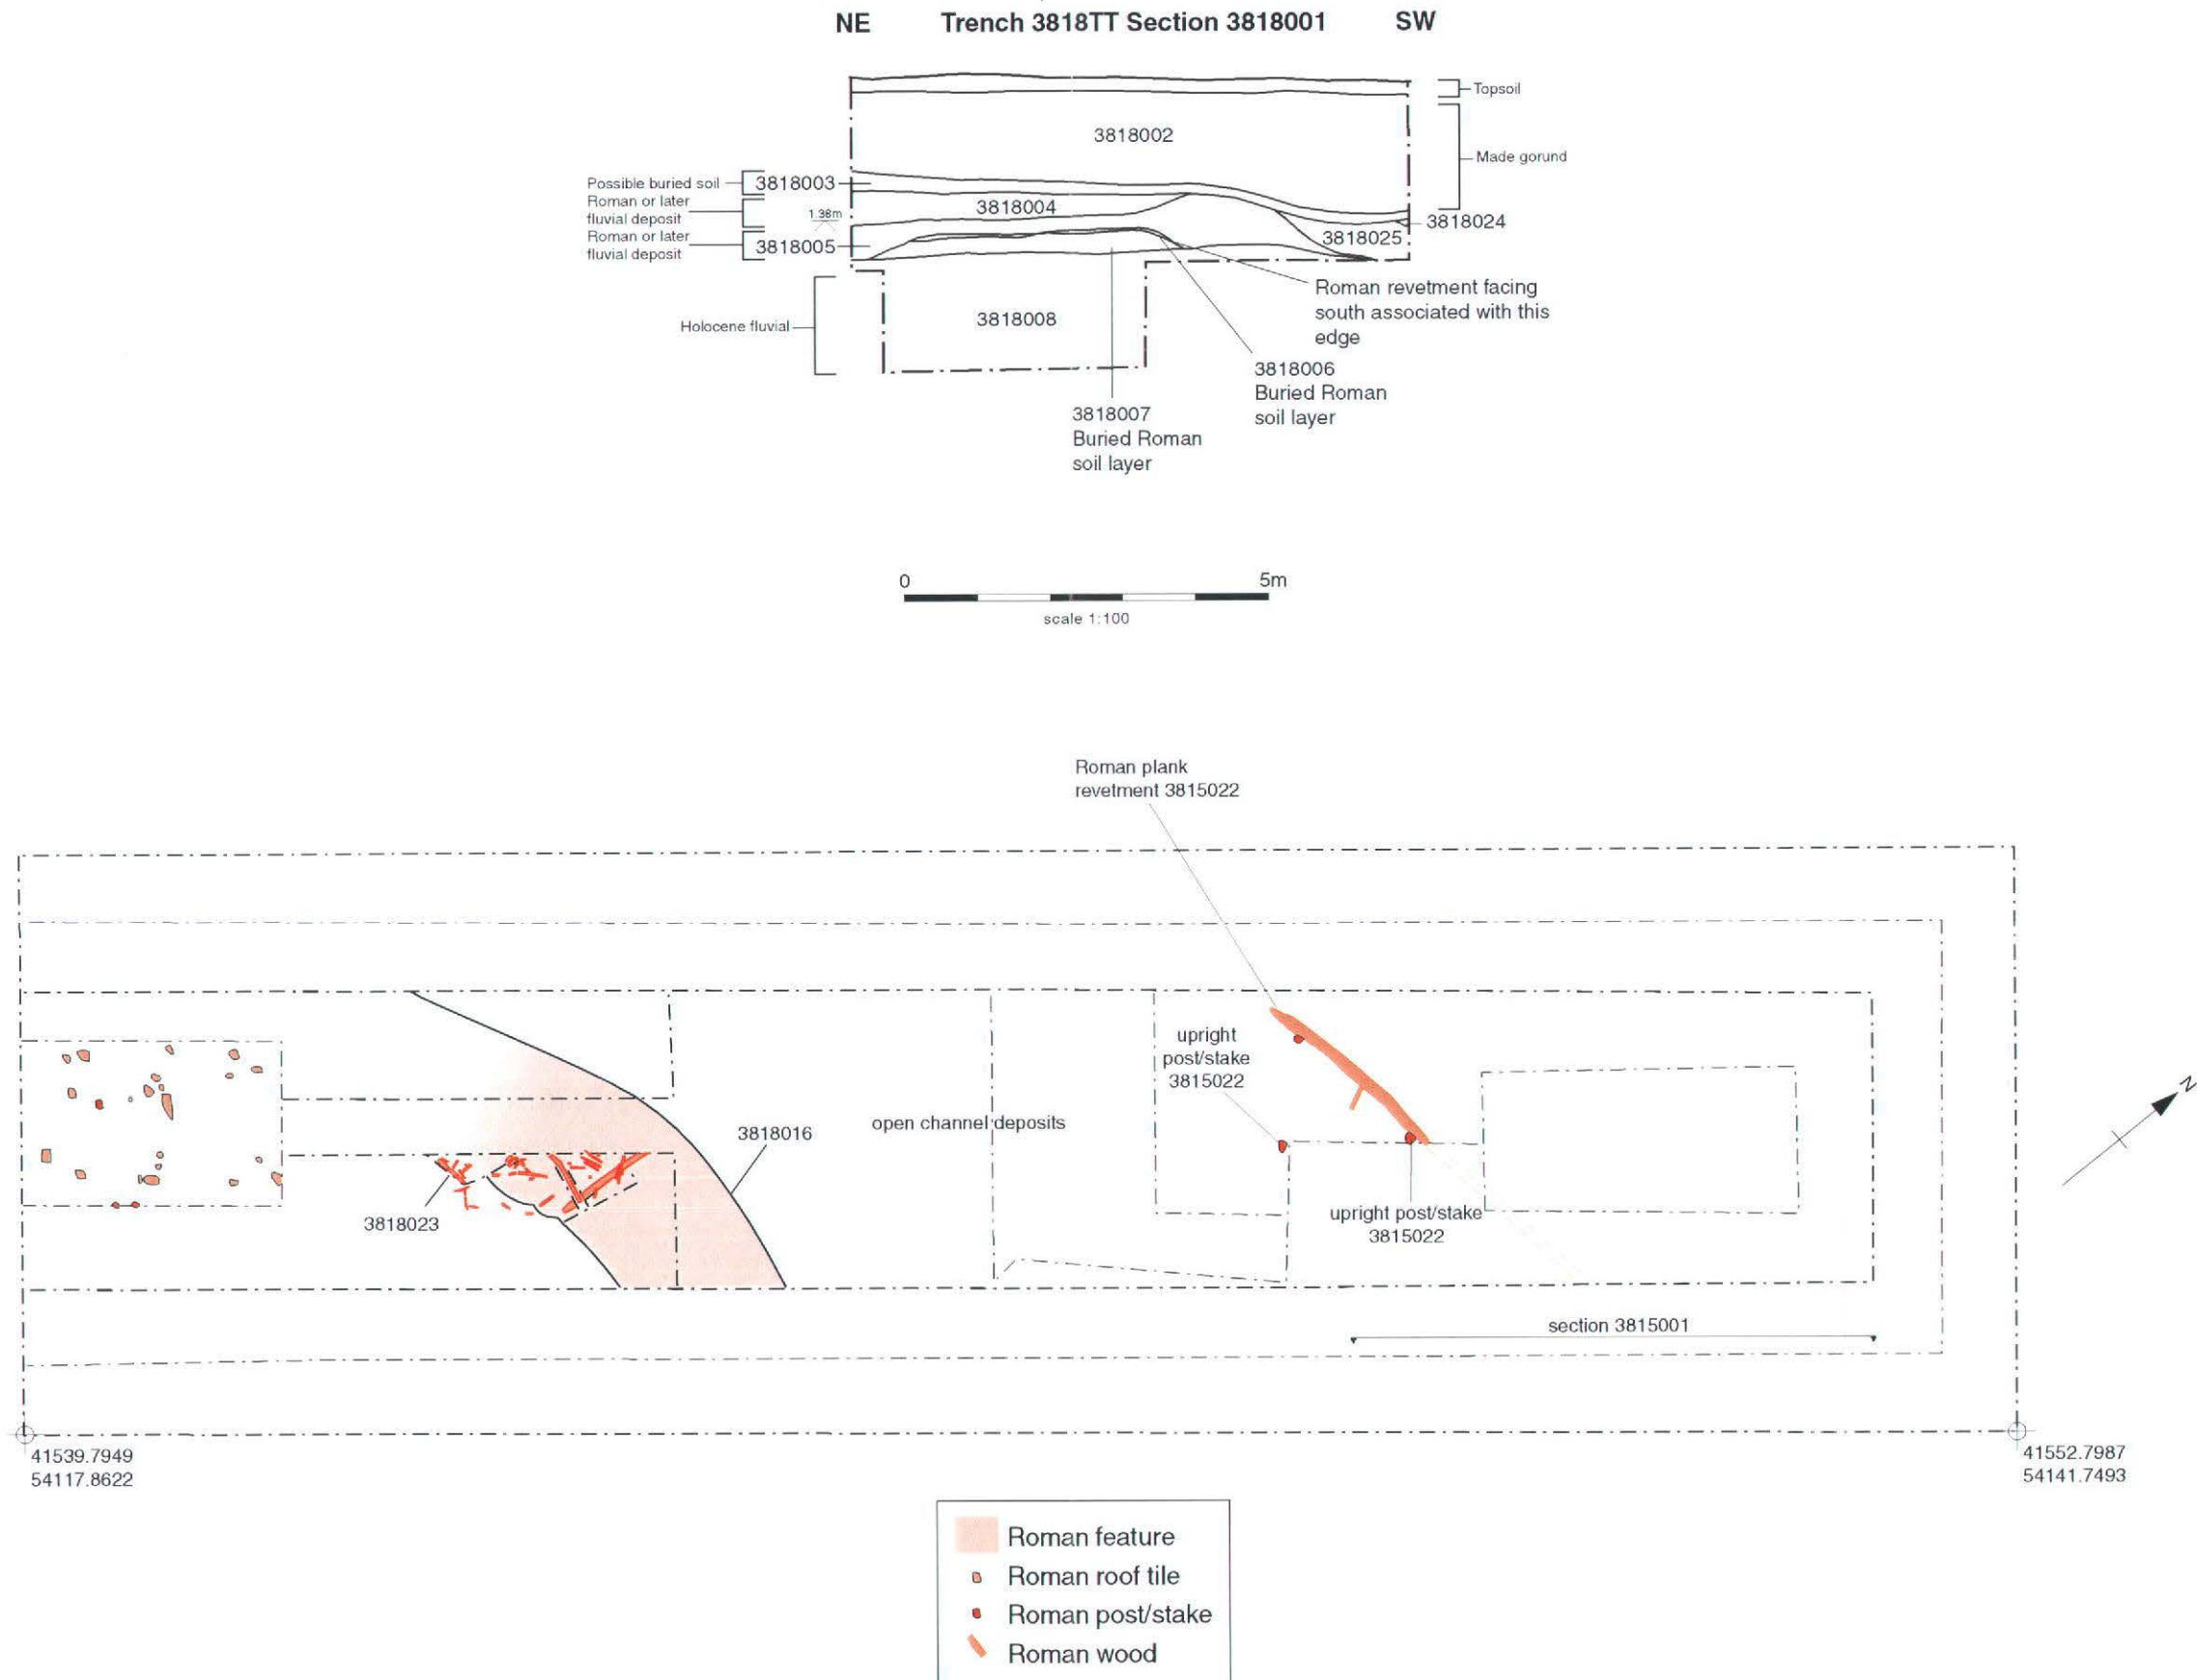 NE Trench 3818TT Section 3818001 SW
Topsoil
3818002
Made gorund
Possible buried soil
3818003
Roman or later
fluvial deposit
3818004
1.38m
3818024
Roman or later
fluvial deposit
3818005
3818025
Roman revetment facing
south associated with this
edge
Holocene fluvial
3818008
3818006
Buried Roman
soil layer
3818007
Buried Roman
soil layer
0 5m
scale 1:100
Roman plank
revetment 3815022
upright
post/stake
3815022
open channel deposits
3818016
N
3818023
upright post/stake
3815022
section 3815001
41539.7949
54117.8622
41552.7987
54141.7493
Roman feature
Roman roof tile
Roman post/stake
Roman wood